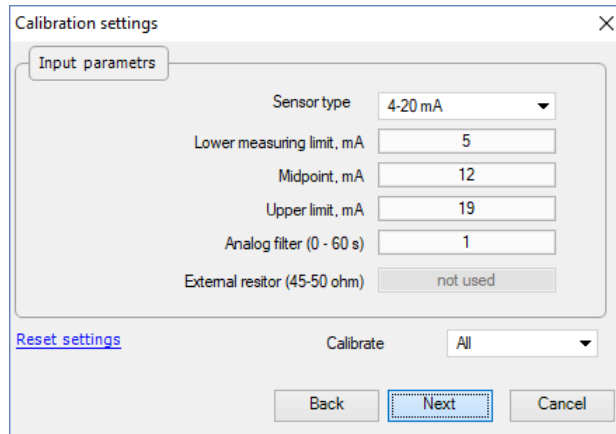 Calibration settings
Input parametrs
Sensor type 4-20 mA
Lower measuring limit, mA 5
Midpoint, mA 12
Upper limit, mA 19
Analog filter (0 - 60 s) 1
External resitor (45-50 ohm) not used
Reset settings Calibrate All
Back Next Cancel